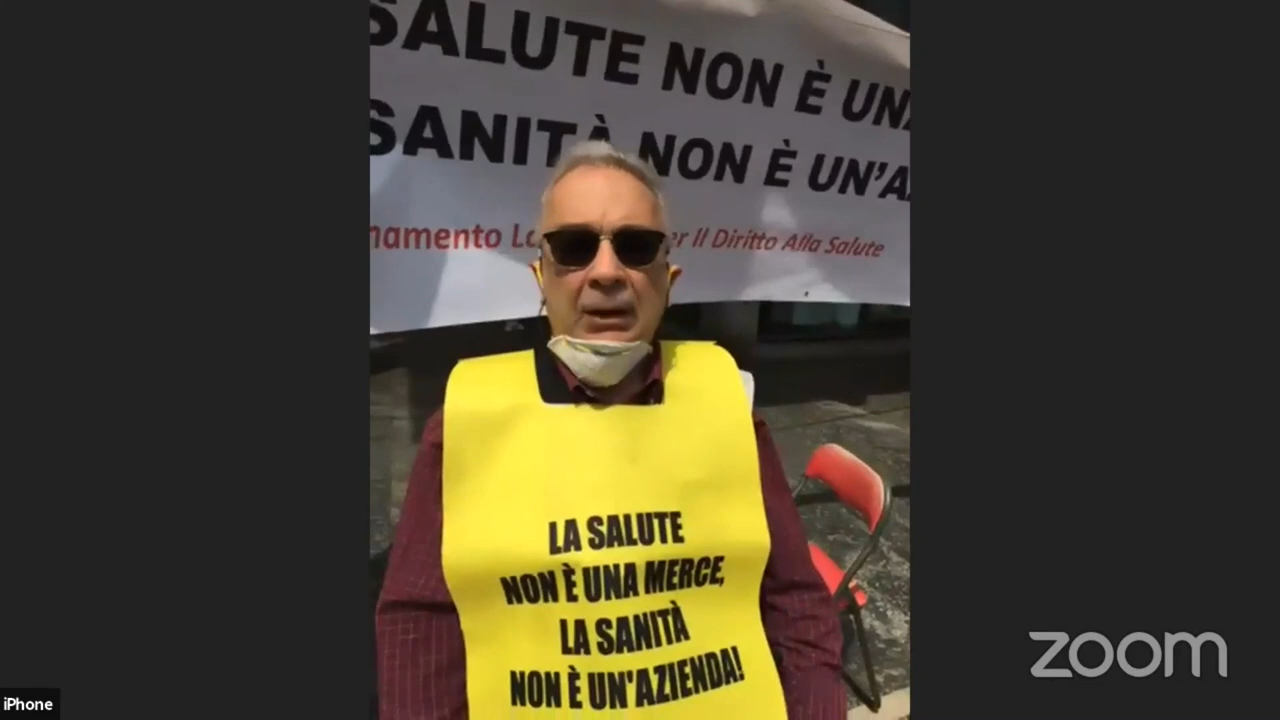 SALUTE NON È UNA
SANITÀ NON È UN'A
namento Lo er Il Diritto Alla Salute
LA SALUTE
NON È UNA MERCE,
LA SANITÀ
NON È UN'AZIENDA!
zoom
iPhone